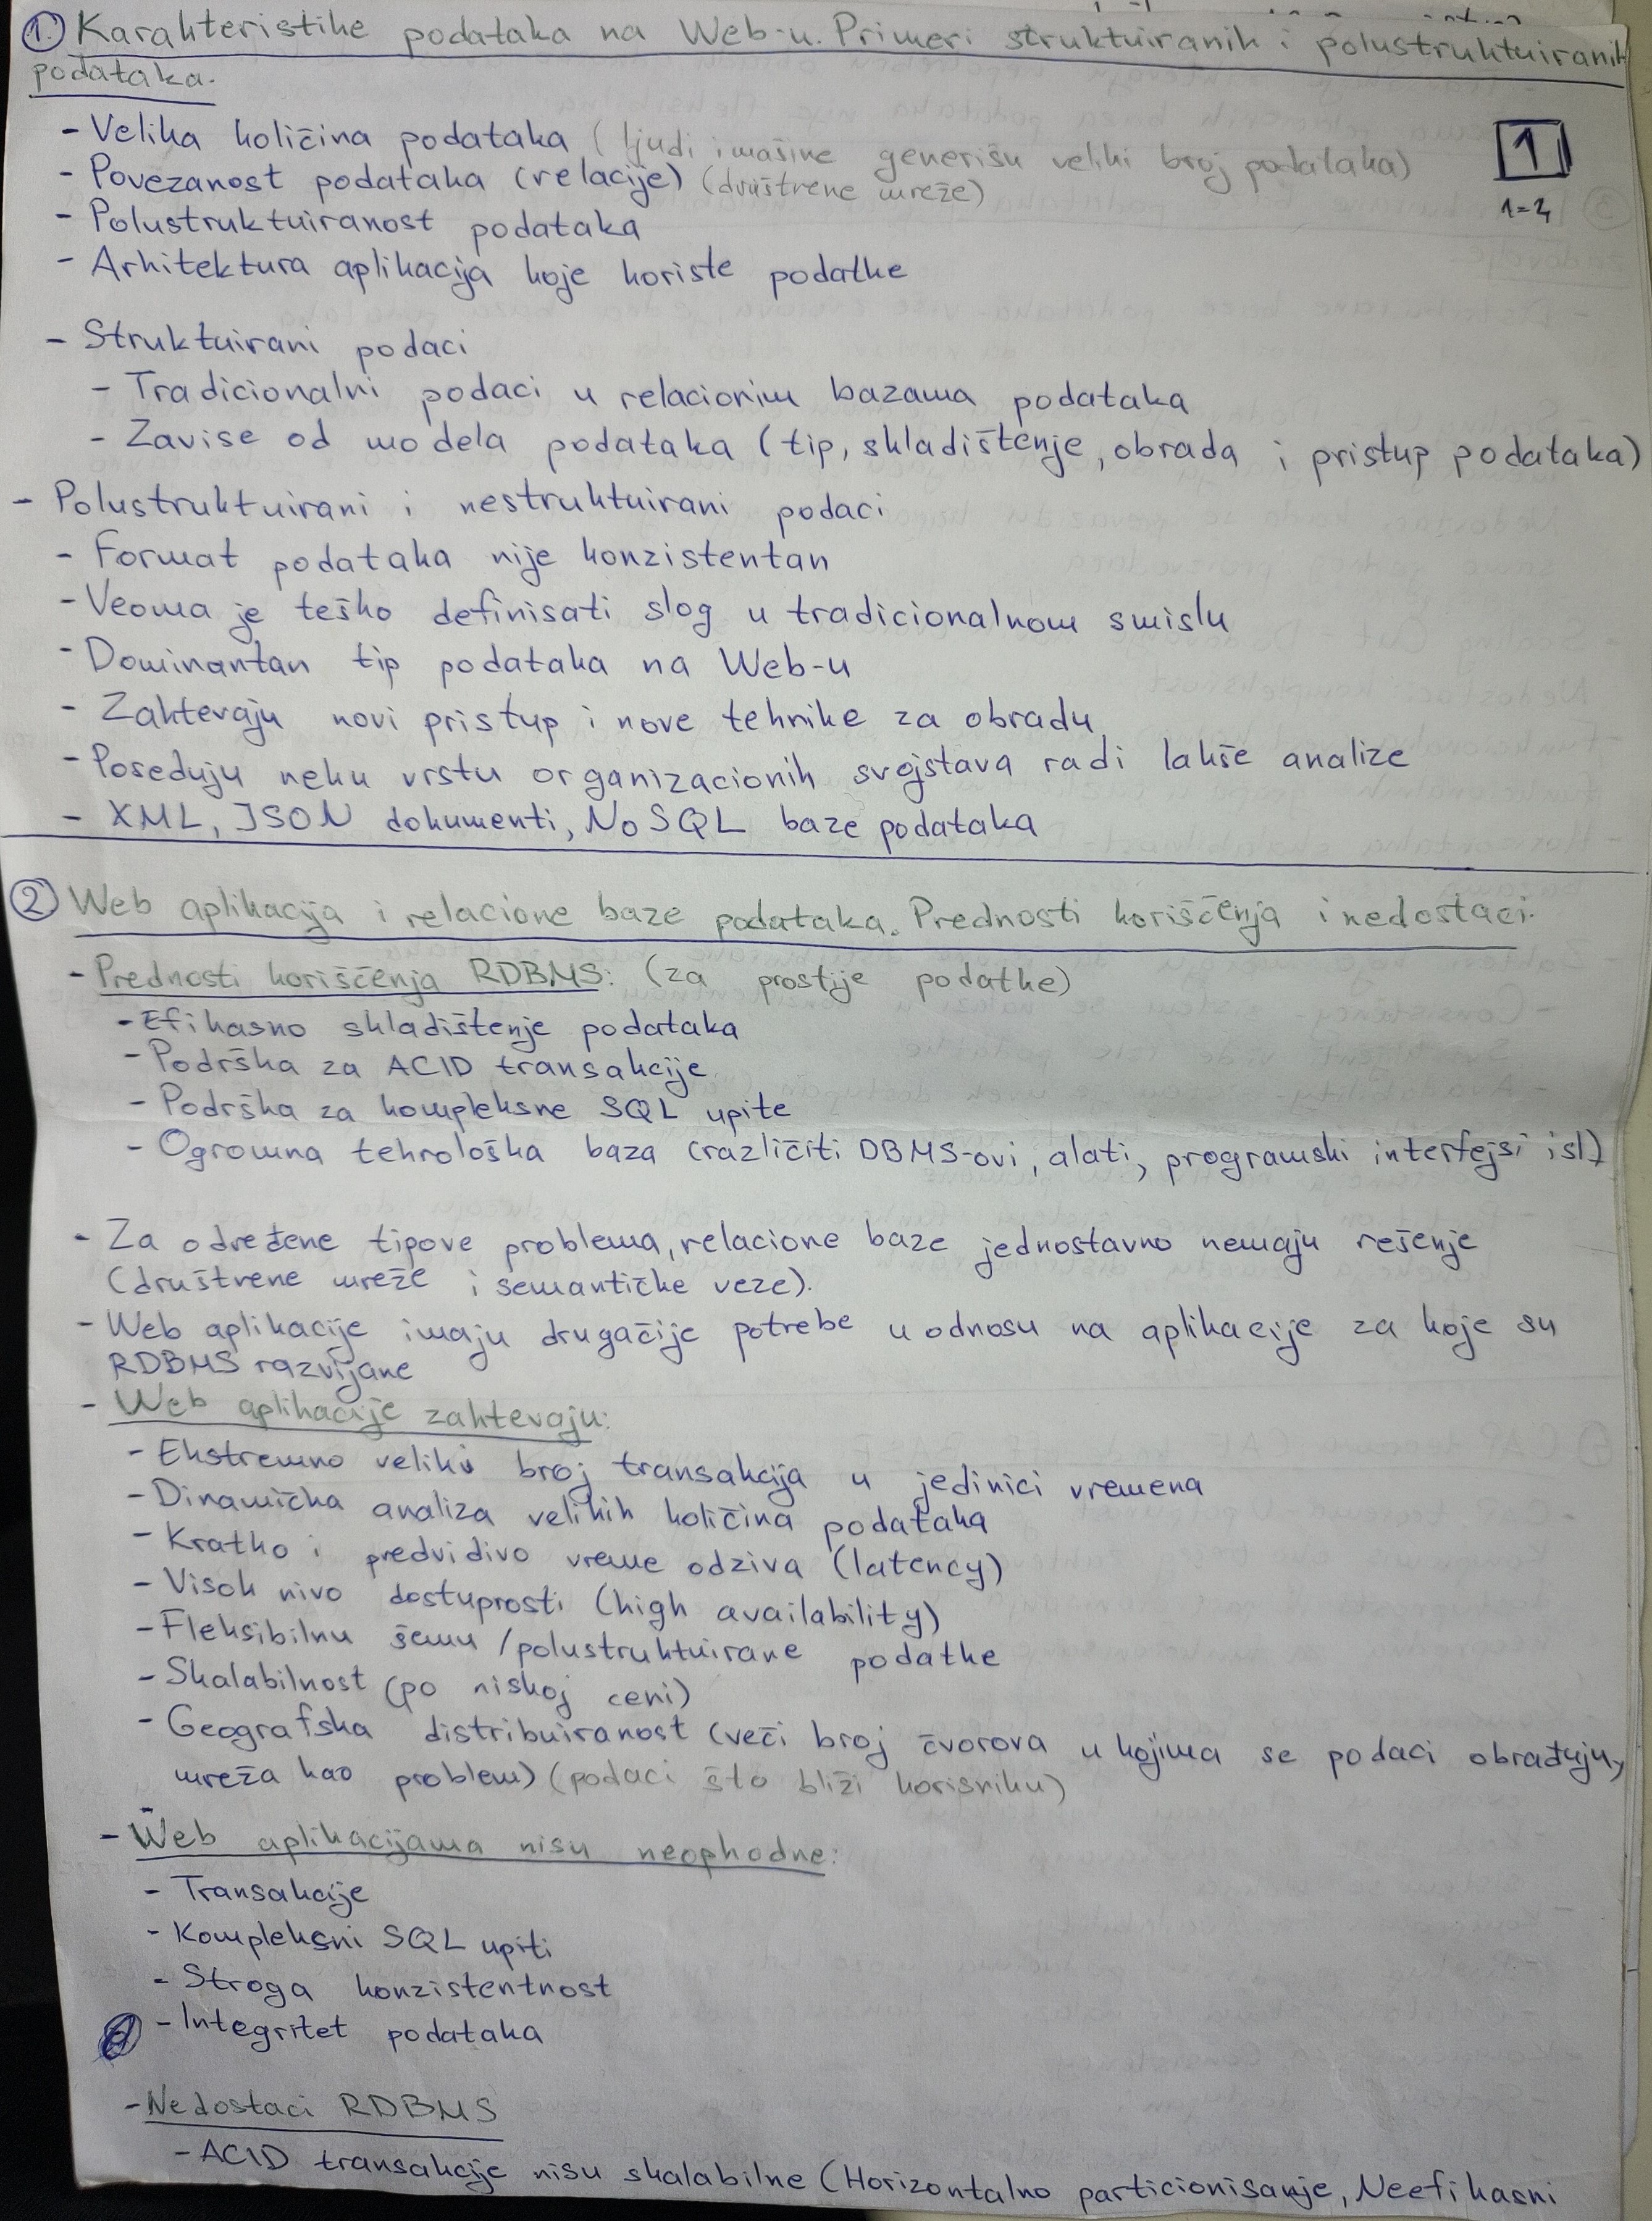 1. Karakteristike podataka na Web-u. Primeri struktuiranih i polustruktuiranih
podataka.
- Velika količina podataka (ljudi i mašine generišu veliki broj podataka)
1
- Povezanost podataka (relacije) (društvene mreže)
1-4
- Polustruktuiranost podataka
- Arhitektura aplikacija koje koriste podatke
- Struktuirani podaci
- Tradicionalni podaci u relacionim bazama podataka
- Zavise od modela podataka (tip, skladištenje, obrada i pristup podataka)
- Polustruktuirani i nestruktuirani podaci
- Format podataka nije konzistentan
- Veoma je teško definisati slog u tradicionalnom smislu
- Dominantan tip podataka na Web-u
- Zahtevaju novi pristup i nove tehnike za obradu
- Poseduju neku vrstu organizacionih svojstava radi lakše analize
- XML, JSON dokumenti, NoSQL baze podataka
2 Web aplikacija i relacione baze podataka. Prednosti koriščenja i nedostaci.
- Prednosti koriščenja RDBMS: (za prostije podatke)
- Efikasno skladištenje podataka
- Podrška za ACID transakcije
- Podrška za kompleksne SQL upite
- Ogromna tehnološka baza (različiti DBMS-ovi, alati, programski interfejsi isl)
- Za određene tipove problema, relacione baze jednostavno nemaju rešenje
(društvene mreže i semantičke veze).
- Web aplikacije imaju drugačije potrebe u odnosu na aplikacije za koje su
RDBMS razvijane
- Web aplikacije zahtevaju:
- Ekstremno veliki broj transakcija u jedinici vremena
- Dinamička analiza velikih količina podataka
- Kratko i predvidivo vreme odziva (latency)
- Visok nivo dostupnosti (high availability)
- Fleksibilnu šemu / polustruktuirane podatke
- Skalabilnost (po niskoj ceni)
- Geografska distribuiranost (veči broj čvorova u kojima se podaci obrađuju,
mreža kao problem) (podaci što bliži korisniku)
- Web aplikacijama nisu neophodne:
- Transakcije
- Kompleksni SQL upiti
- Stroga konzistentnost
- Integritet podataka
- Nedostaci RDBMS
- ACID transakcije nisu skalabilne (Horizontalno particionisanje, Neefikasni